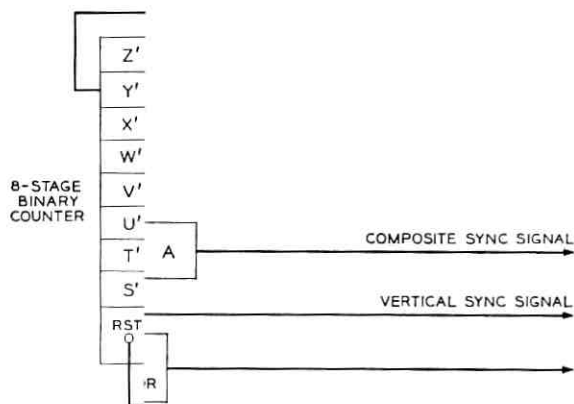 Z'
Y'
X'
W'
V'
8-STAGE
BINARY
COUNTER
U'
T'
A
COMPOSITE SYNC SIGNAL
S'
VERTICAL SYNC SIGNAL
RST
R